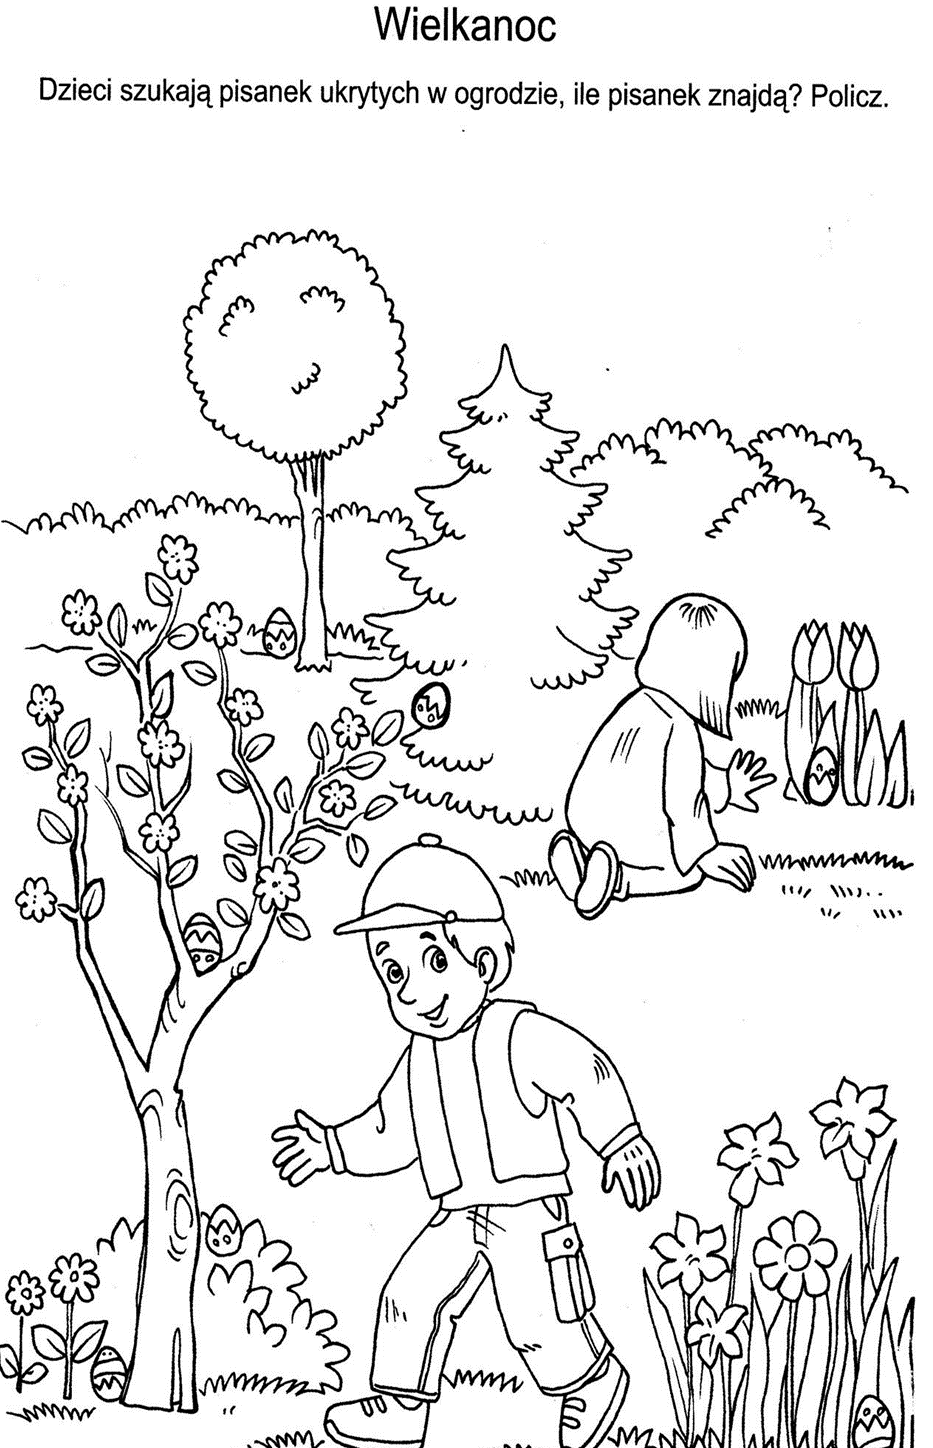 Wielkanoc
Dzieci szukają pisanek ukrytych w ogrodzie, ile pisanek znajdą? Policz.